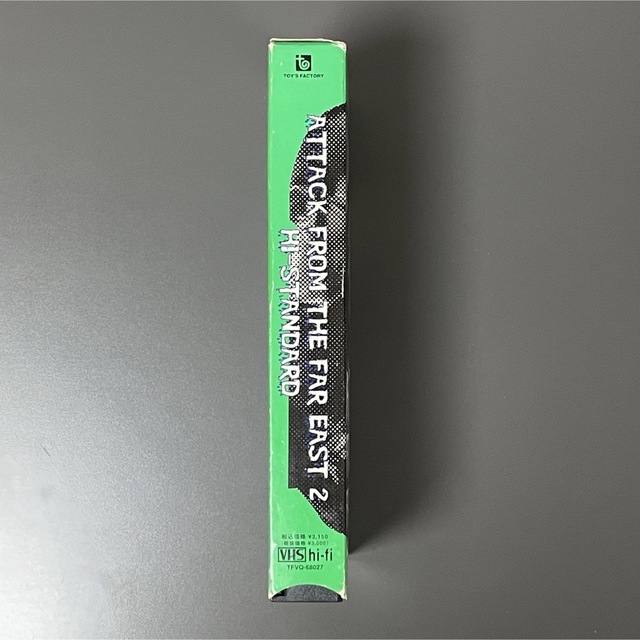 TOY'S FACTORY
ATTACK FROM THE FAR EAST 2
HI-STANDARD
税込価格 ¥3,150
(税抜価格 ¥3,000)
VHS hi-fi
TFVQ-68027